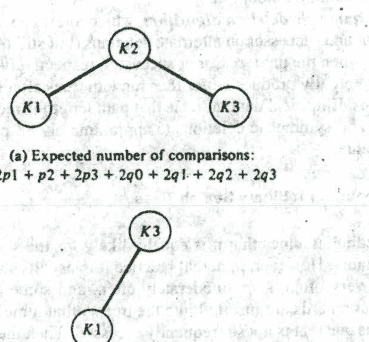 K2
K1
K3
(a) Expected number of comparisons:
2p1 + p2 + 2p3 + 2q0 + 2q1 + 2q2 + 2q3
K3
K1